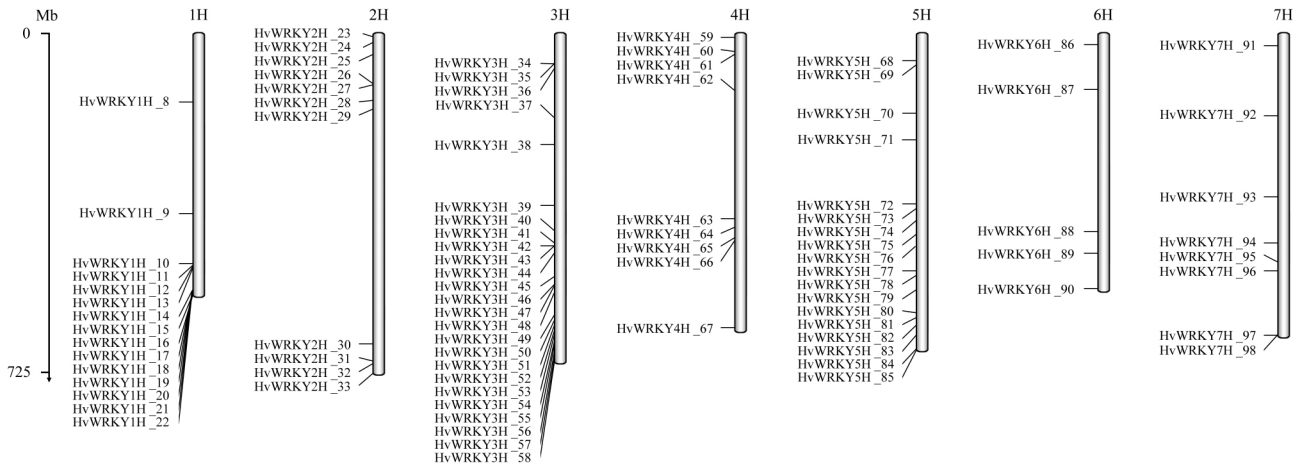 Mb
0
725
1H
HvWRKY1H _8
HvWRKY1H _9
HvWRKY1H _10
HvWRKY1H _11
HvWRKY1H _12
HvWRKY1H _13
HvWRKY1H _14
HvWRKY1H _15
HvWRKY1H _16
HvWRKY1H _17
HvWRKY1H _18
HvWRKY1H _19
HvWRKY1H _20
HvWRKY1H _21
HvWRKY1H _22
2H
HvWRKY2H _23
HvWRKY2H _24
HvWRKY2H _25
HvWRKY2H _26
HvWRKY2H _27
HvWRKY2H _28
HvWRKY2H _29
HvWRKY2H _30
HvWRKY2H _31
HvWRKY2H _32
HvWRKY2H _33
3H
HvWRKY3H _34
HvWRKY3H _35
HvWRKY3H _36
HvWRKY3H _37
HvWRKY3H _38
HvWRKY3H _39
HvWRKY3H _40
HvWRKY3H _41
HvWRKY3H _42
HvWRKY3H _43
HvWRKY3H _44
HvWRKY3H _45
HvWRKY3H _46
HvWRKY3H _47
HvWRKY3H _48
HvWRKY3H _49
HvWRKY3H _50
HvWRKY3H _51
HvWRKY3H _52
HvWRKY3H _53
HvWRKY3H _54
HvWRKY3H _55
HvWRKY3H _56
HvWRKY3H _57
HvWRKY3H _58
4H
HvWRKY4H _59
HvWRKY4H _60
HvWRKY4H _61
HvWRKY4H _62
HvWRKY4H _63
HvWRKY4H _64
HvWRKY4H _65
HvWRKY4H _66
HvWRKY4H _67
5H
HvWRKY5H _68
HvWRKY5H _69
HvWRKY5H _70
HvWRKY5H _71
HvWRKY5H _72
HvWRKY5H _73
HvWRKY5H _74
HvWRKY5H _75
HvWRKY5H _76
HvWRKY5H _77
HvWRKY5H _78
HvWRKY5H _79
HvWRKY5H _80
HvWRKY5H _81
HvWRKY5H _82
HvWRKY5H _83
HvWRKY5H _84
HvWRKY5H _85
6H
HvWRKY6H _86
HvWRKY6H _87
HvWRKY6H _88
HvWRKY6H _89
HvWRKY6H _90
7H
HvWRKY7H _91
HvWRKY7H _92
HvWRKY7H _93
HvWRKY7H _94
HvWRKY7H _95
HvWRKY7H _96
HvWRKY7H _97
HvWRKY7H _98